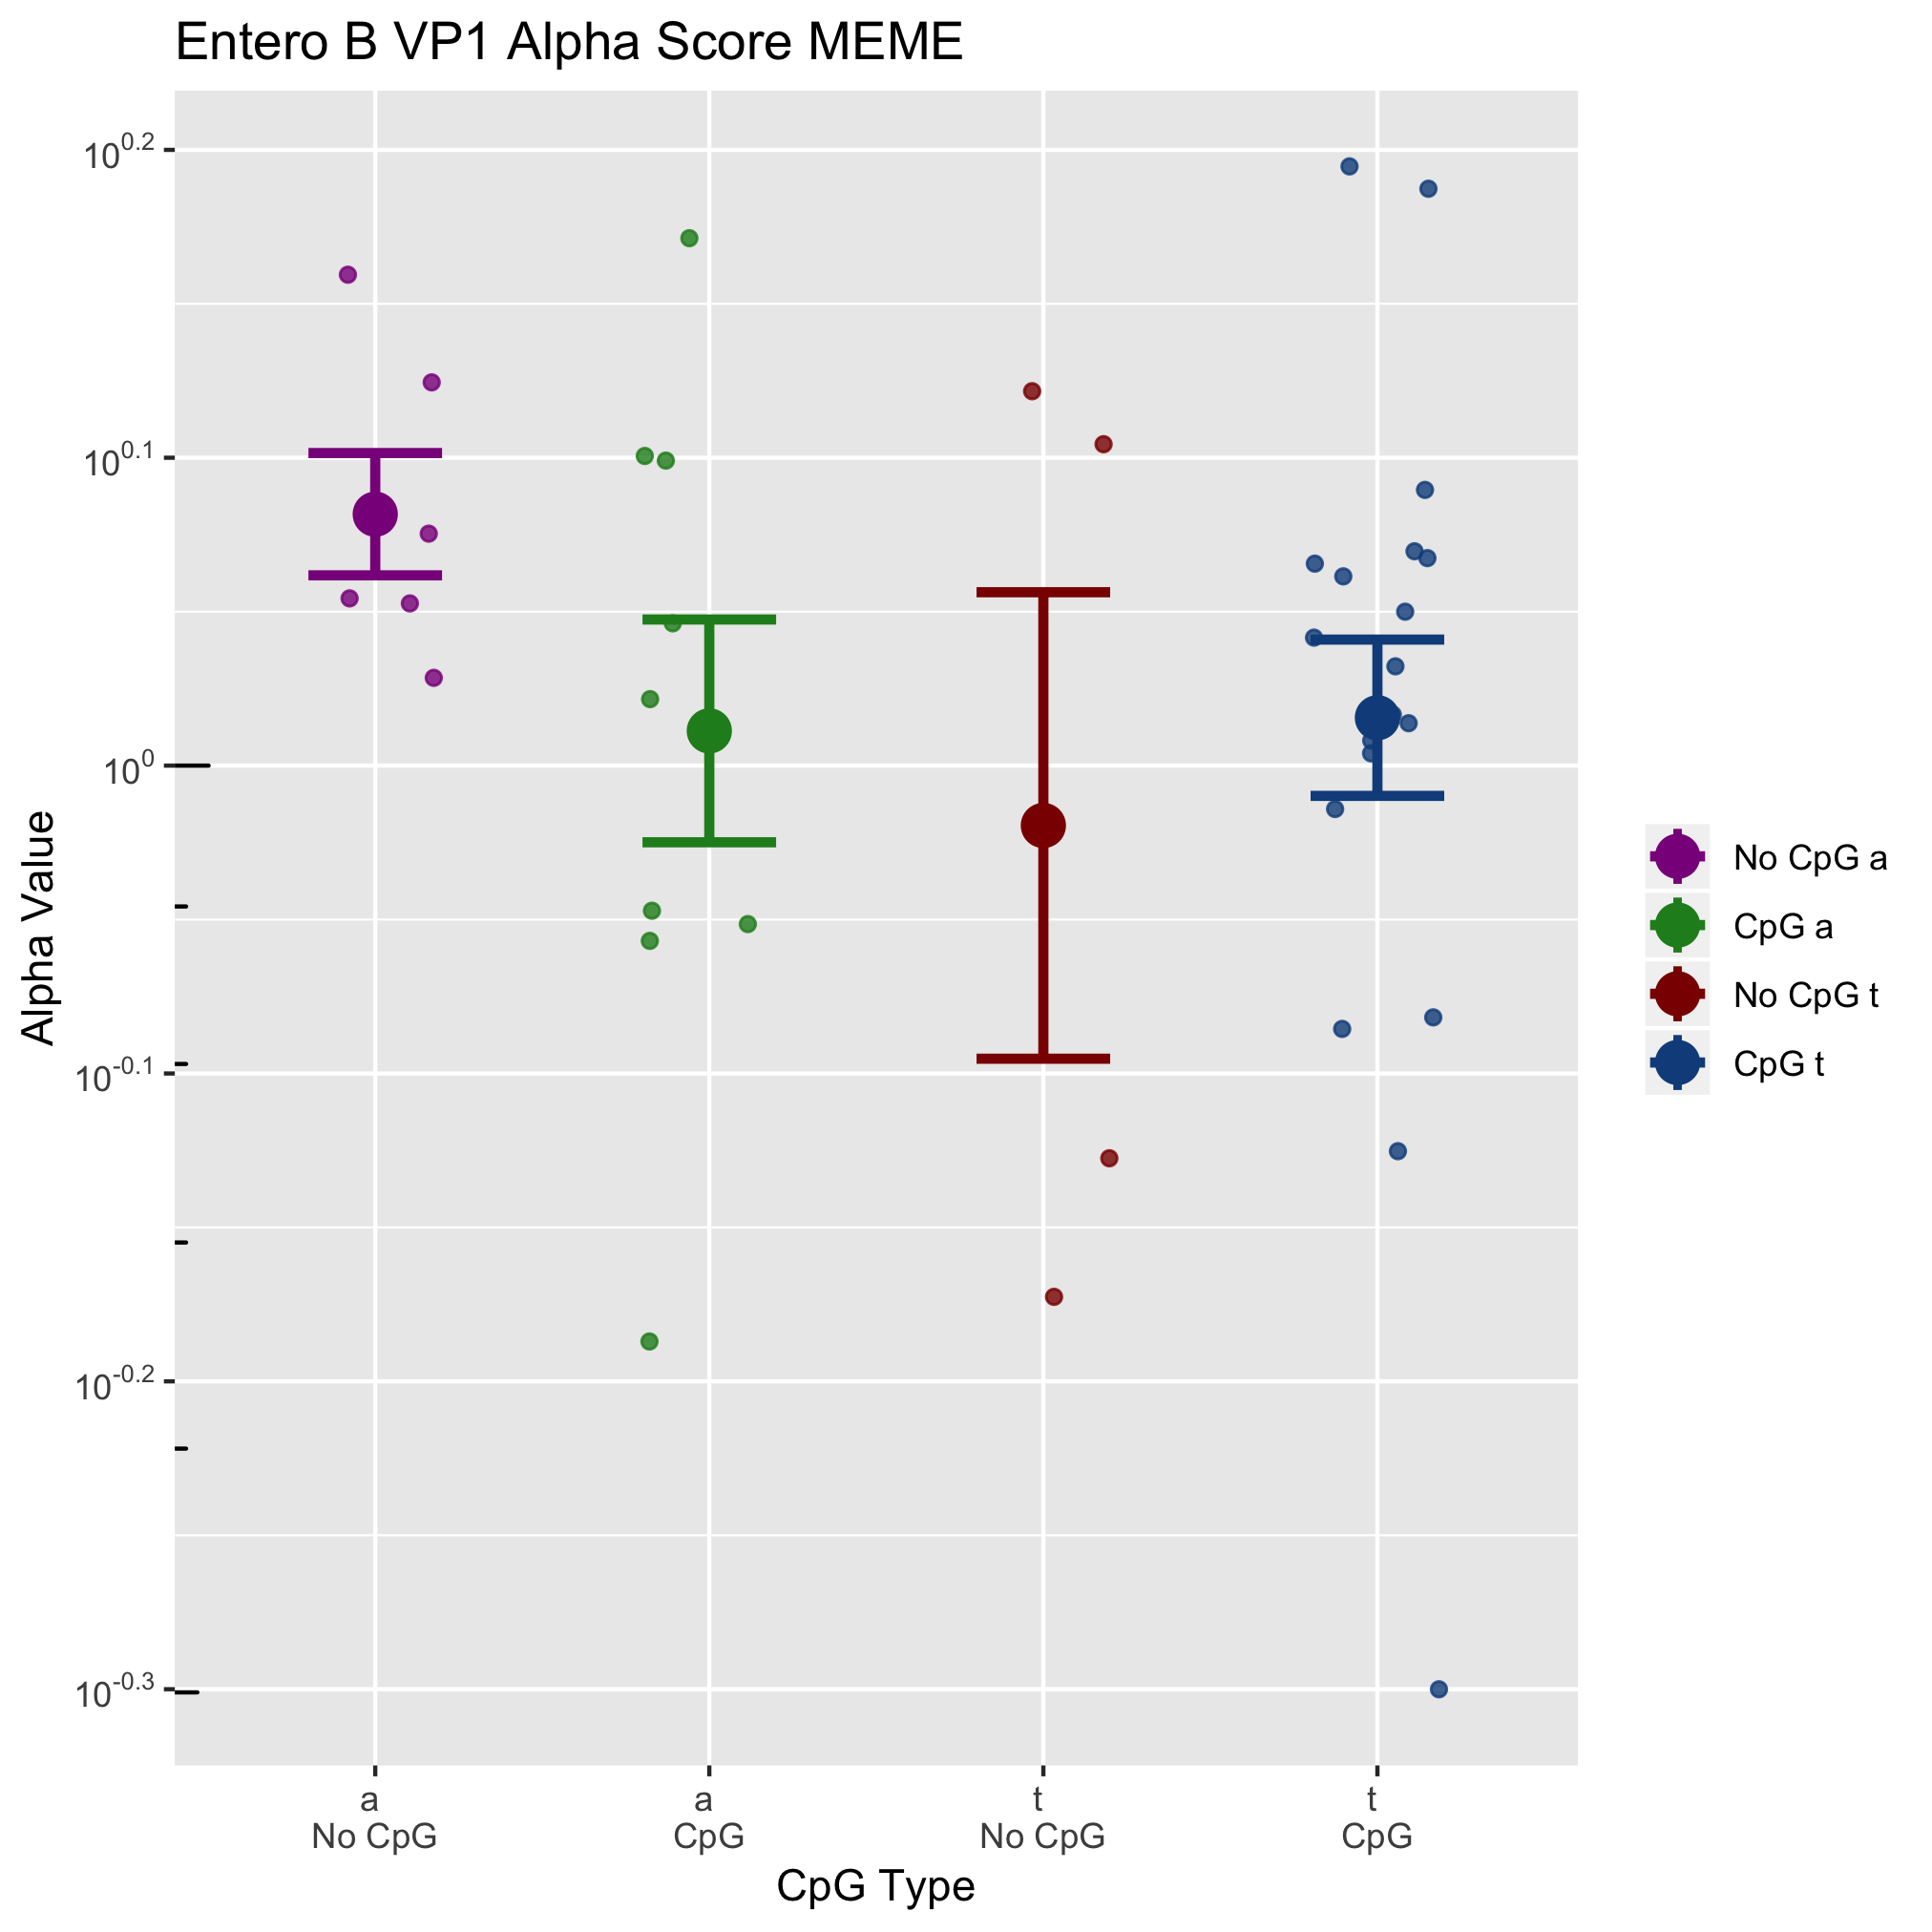 Entero B VP1 Alpha Score MEME
10^0.2
10^0.1
10^0
10^-0.1
10^-0.2
10^-0.3
Alpha Value
a
No CpG
a
CpG
t
No CpG
t
CpG
CpG Type
No CpG a
CpG a
No CpG t
CpG t